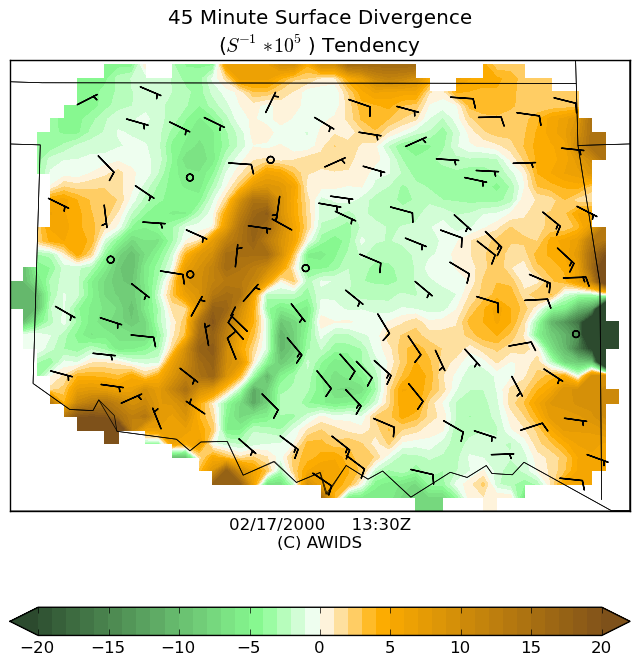 45 Minute Surface Divergence
(S⁻¹ * 10⁵ ) Tendency
02/17/2000 13:30Z
(C) AWIDS
−20 −15 −10 −5 0 5 10 15 20